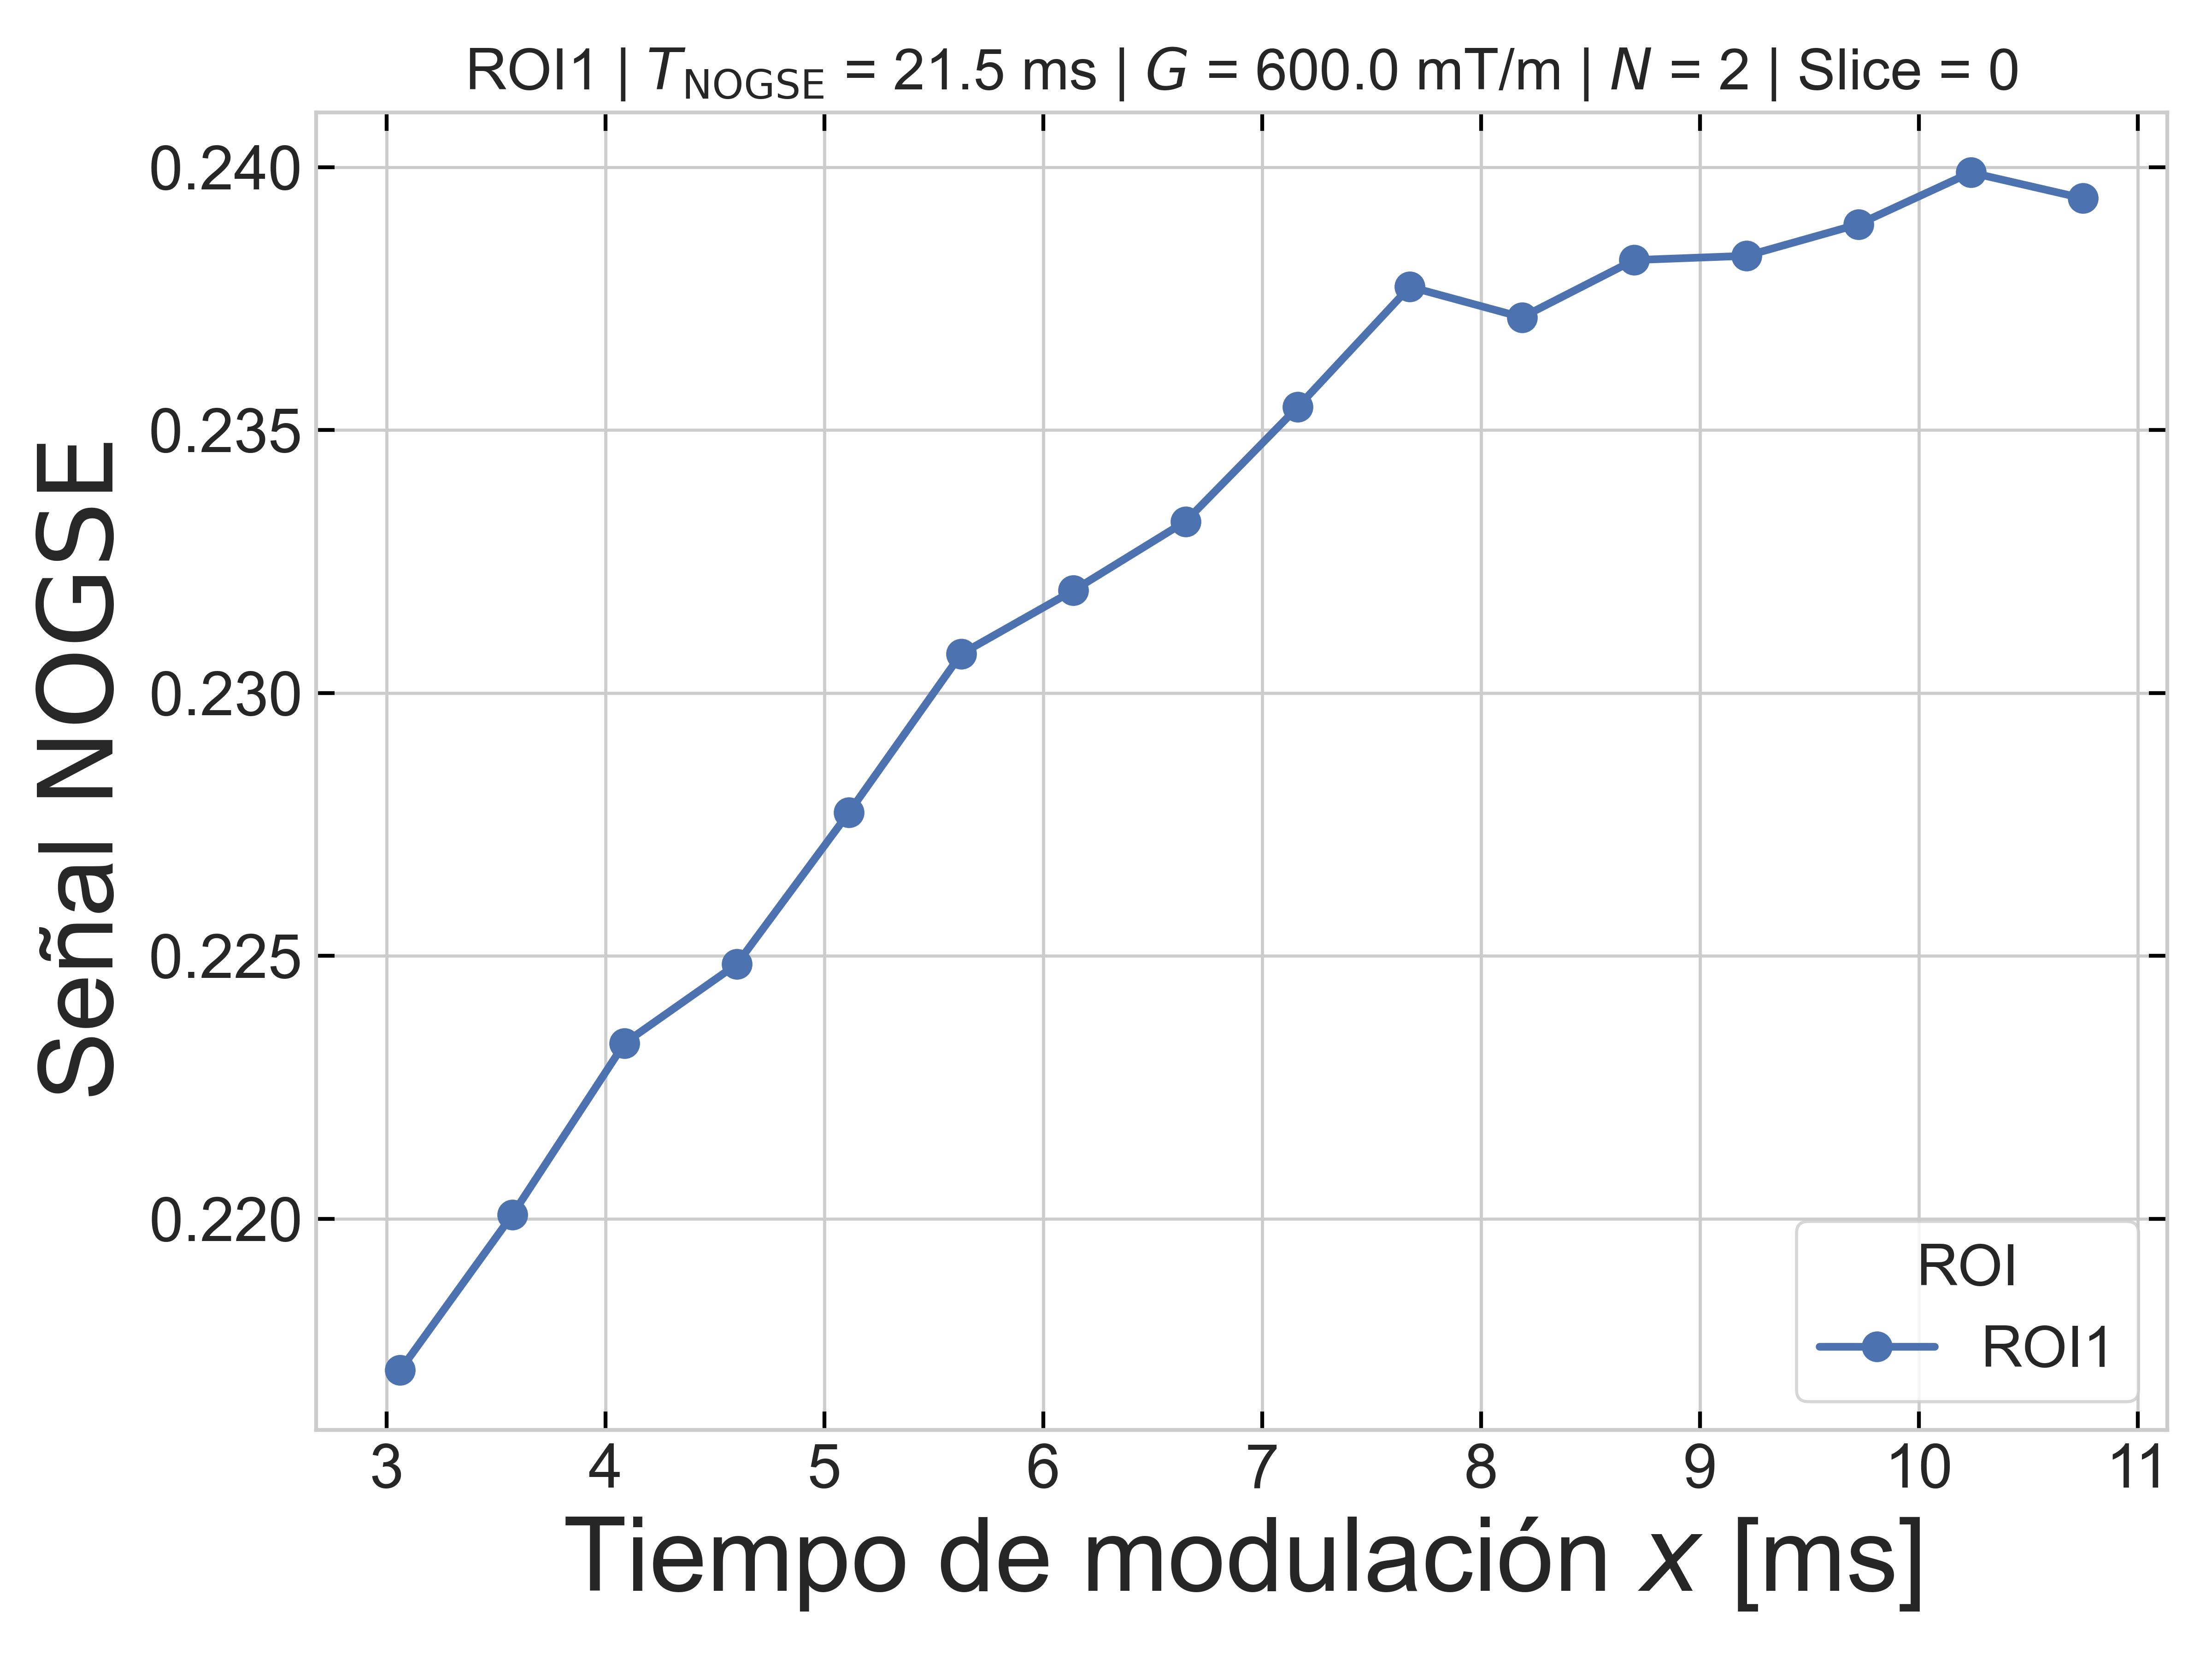 ROI1 | T_NOGSE = 21.5 ms | G = 600.0 mT/m | N = 2 | Slice = 0
Señal NOGSE
0.240
0.235
0.230
0.225
0.220
ROI
ROI1
3 4 5 6 7 8 9 10 11
Tiempo de modulación x [ms]